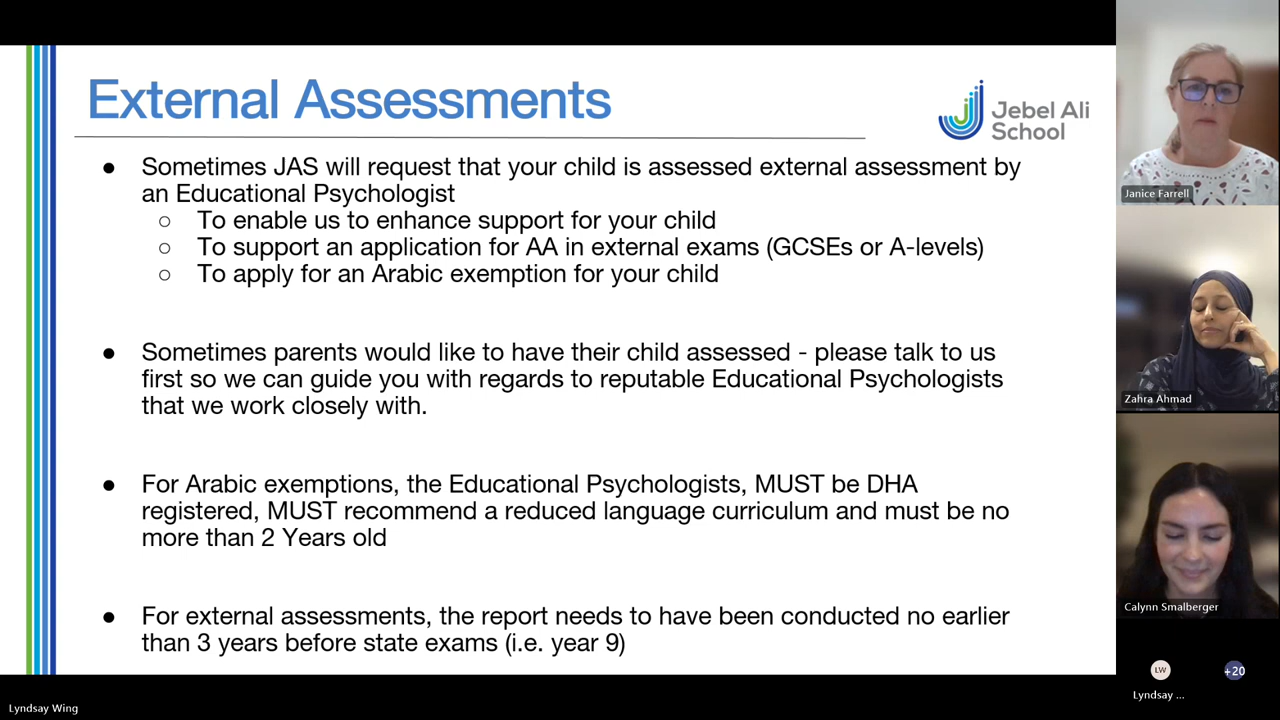 External Assessments
Jebel Ali
School
● Sometimes JAS will request that your child is assessed external assessment by
an Educational Psychologist
○ To enable us to enhance support for your child
○ To support an application for AA in external exams (GCSEs or A-levels)
○ To apply for an Arabic exemption for your child
● Sometimes parents would like to have their child assessed - please talk to us
first so we can guide you with regards to reputable Educational Psychologists
that we work closely with.
● For Arabic exemptions, the Educational Psychologists, MUST be DHA
registered, MUST recommend a reduced language curriculum and must be no
more than 2 Years old
● For external assessments, the report needs to have been conducted no earlier
than 3 years before state exams (i.e. year 9)
Janice Farrell
Zahra Ahmad
Calynn Smalberger
LW
+20
Lyndsay ...
Lyndsay Wing